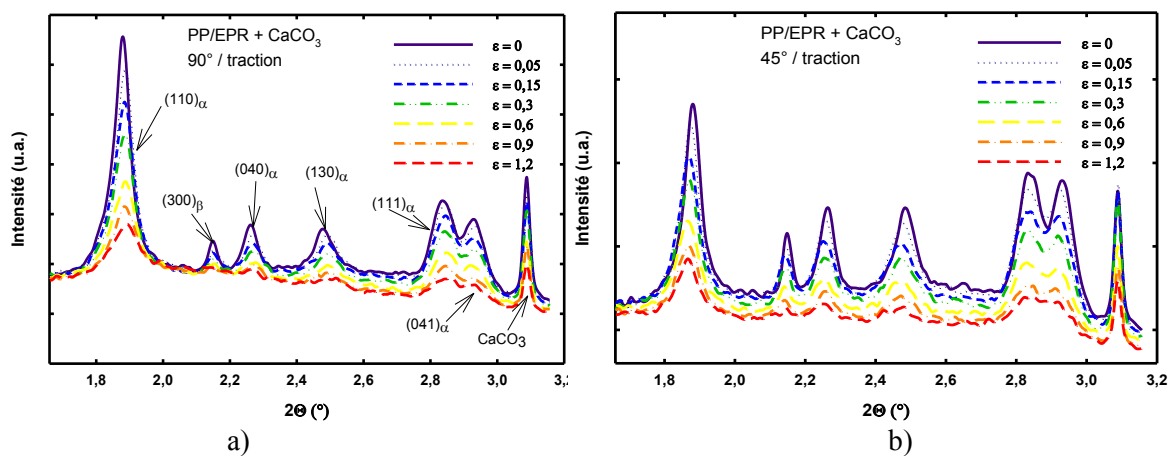 PP/EPR + CaCO3
90° / traction
ε = 0
ε = 0,05
ε = 0,15
ε = 0,3
ε = 0,6
ε = 0,9
ε = 1,2
(110)α
(300)β
(040)α
(130)α
(111)α
(041)α
CaCO3
Intensité (u.a.)
1,8 2,0 2,2 2,4 2,6 2,8 3,0 3,2
2Θ (°)
a)
PP/EPR + CaCO3
45° / traction
ε = 0
ε = 0,05
ε = 0,15
ε = 0,3
ε = 0,6
ε = 0,9
ε = 1,2
Intensité (u.a.)
1,8 2,0 2,2 2,4 2,6 2,8 3,0 3,2
2Θ (°)
b)